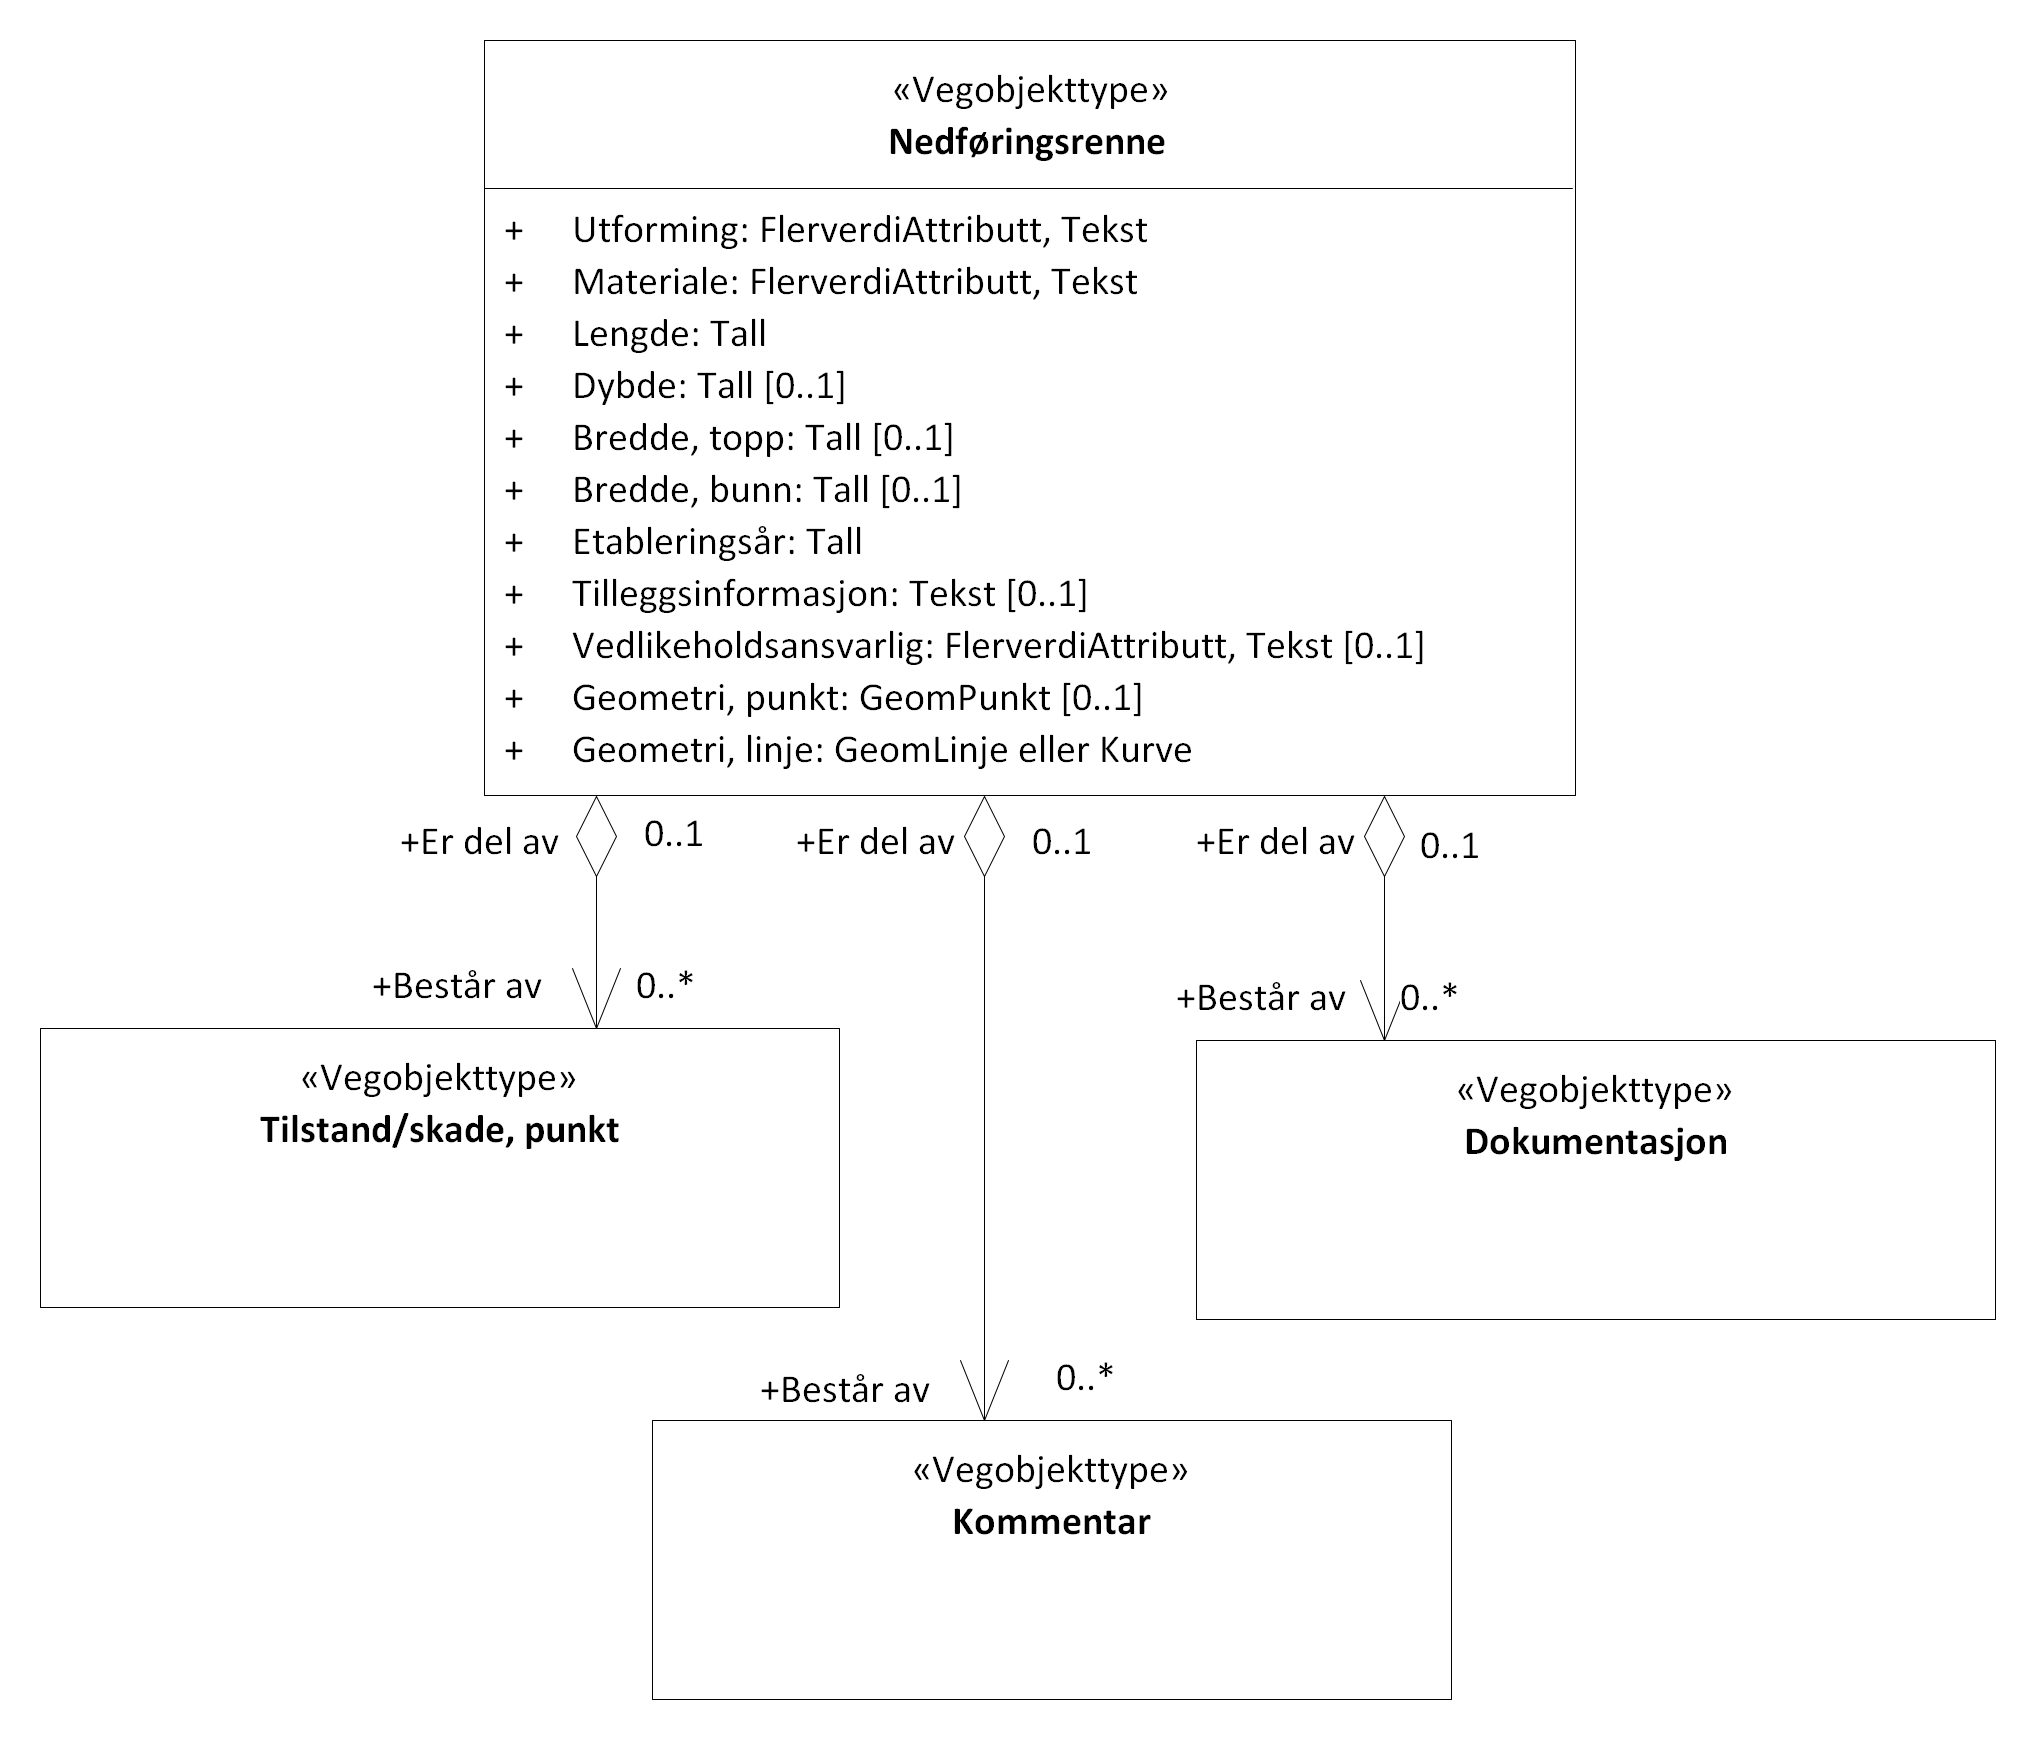 «Vegobjekttype»
Nedføringsrenne
+ Utforming: FlerverdiAttributt, Tekst
+ Materiale: FlerverdiAttributt, Tekst
+ Lengde: Tall
+ Dybde: Tall [0..1]
+ Bredde, topp: Tall [0..1]
+ Bredde, bunn: Tall [0..1]
+ Etableringsår: Tall
+ Tilleggsinformasjon: Tekst [0..1]
+ Vedlikeholdsansvarlig: FlerverdiAttributt, Tekst [0..1]
+ Geometri, punkt: GeomPunkt [0..1]
+ Geometri, linje: GeomLinje eller Kurve
+Er del av 0..1 +Er del av 0..1 +Er del av 0..1
+Består av 0..* +Består av 0..*
«Vegobjekttype»
Tilstand/skade, punkt
«Vegobjekttype»
Dokumentasjon
+Består av 0..*
«Vegobjekttype»
Kommentar